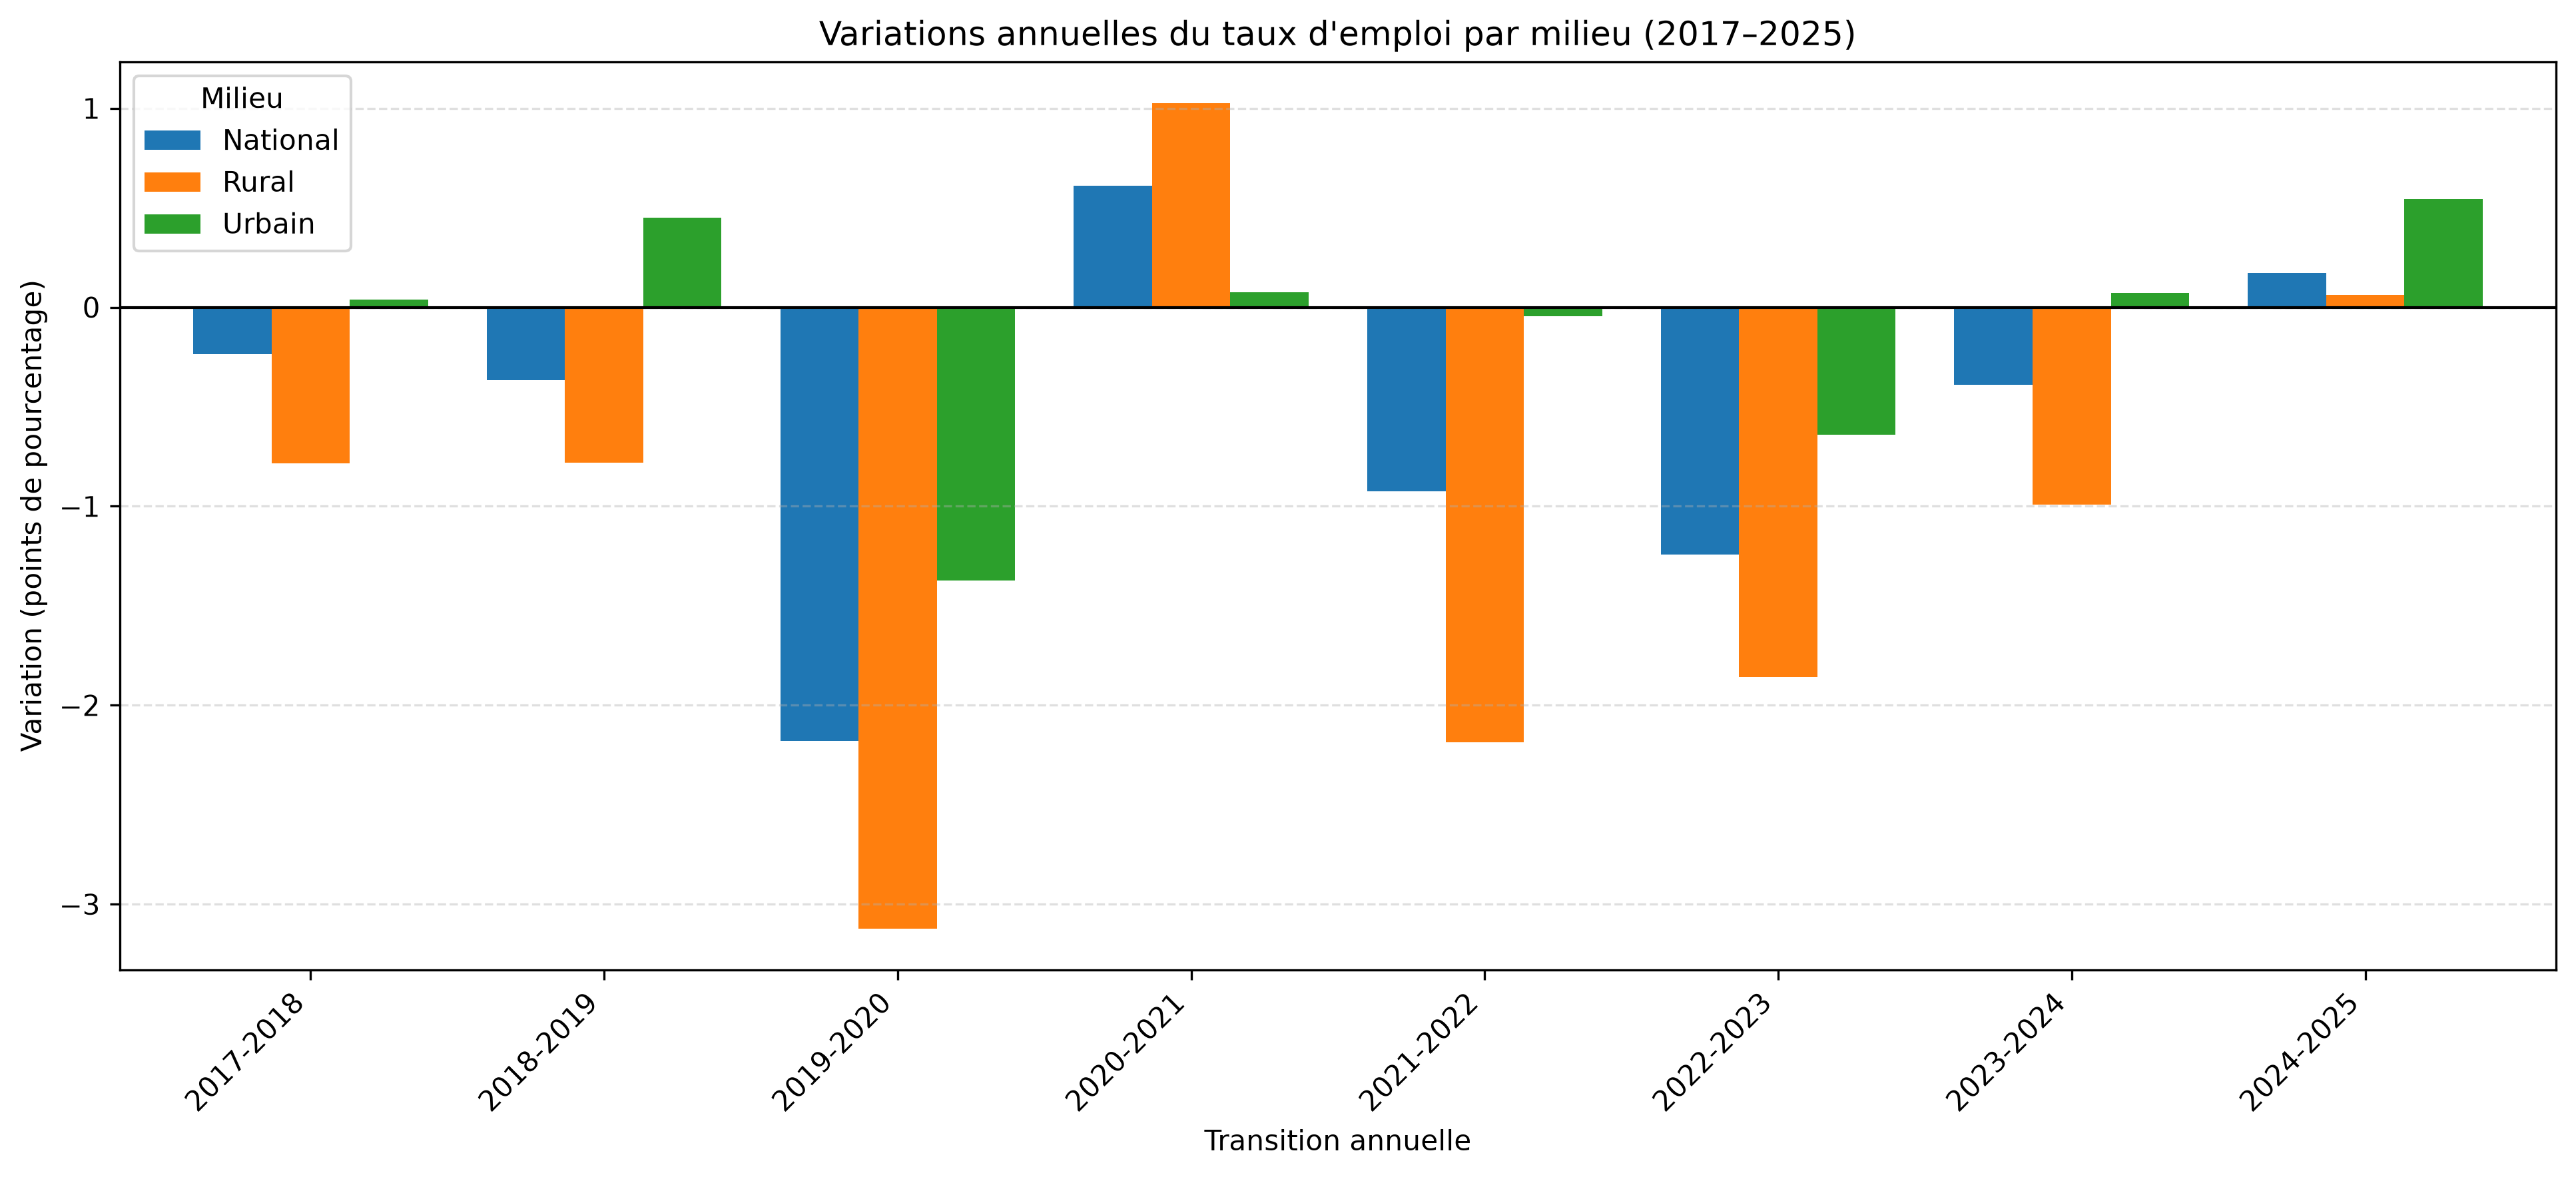 Variations annuelles du taux d'emploi par milieu (2017–2025)
Milieu
National
Rural
Urbain
Variation (points de pourcentage)
1
0
−1
−2
−3
2017-2018
2018-2019
2019-2020
2020-2021
2021-2022
2022-2023
2023-2024
2024-2025
Transition annuelle